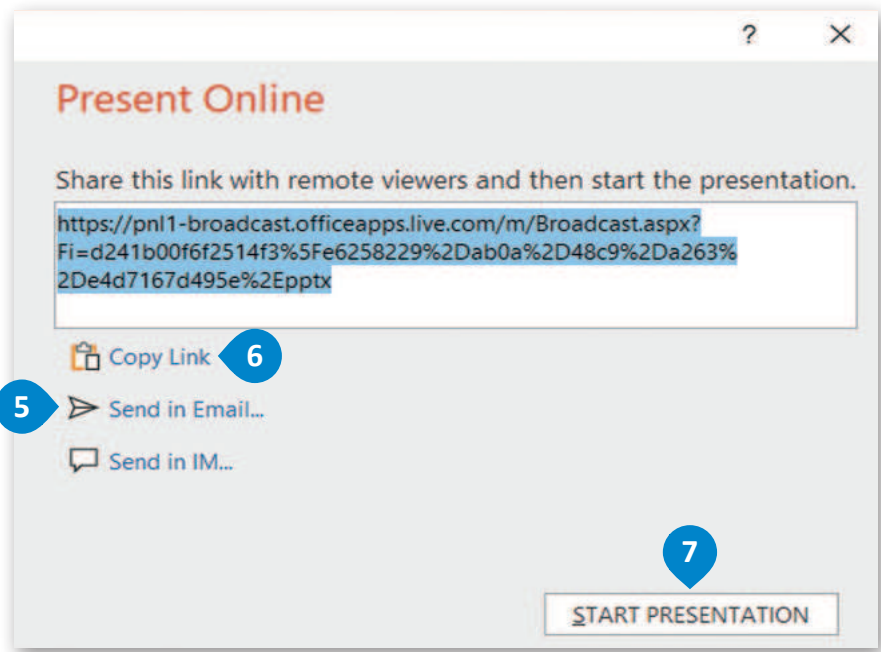 ?
Present Online
Share this link with remote viewers and then start the presentation.
https://pnl1-broadcast.officeapps.live.com/m/Broadcast.aspx?
Fi=d241b00f6f2514f3%5Fe6258229%2Dab0a%2D48c9%2Da263%
2De4d7167d495e%2Epptx
Copy Link 6
5 Send in Email...
Send in IM...
7
START PRESENTATION